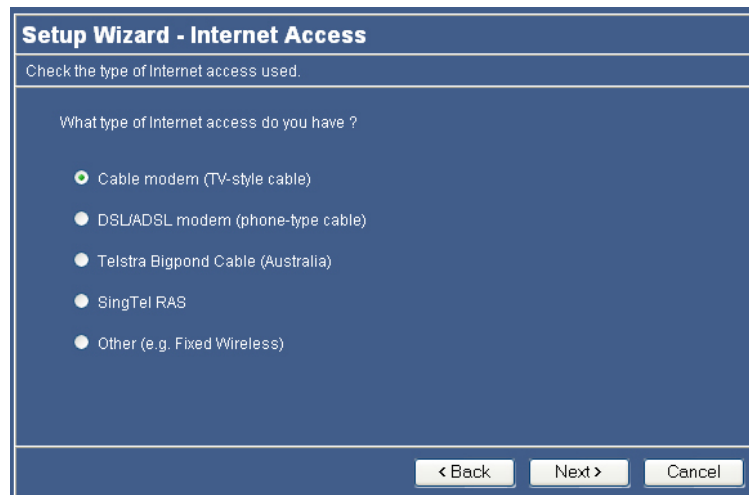 Setup Wizard - Internet Access
Check the type of Internet access used.
What type of Internet access do you have ?
Cable modem (TV-style cable)
DSL/ADSL modem (phone-type cable)
Telstra Bigpond Cable (Australia)
SingTel RAS
Other (e.g. Fixed Wireless)
< Back Next > Cancel